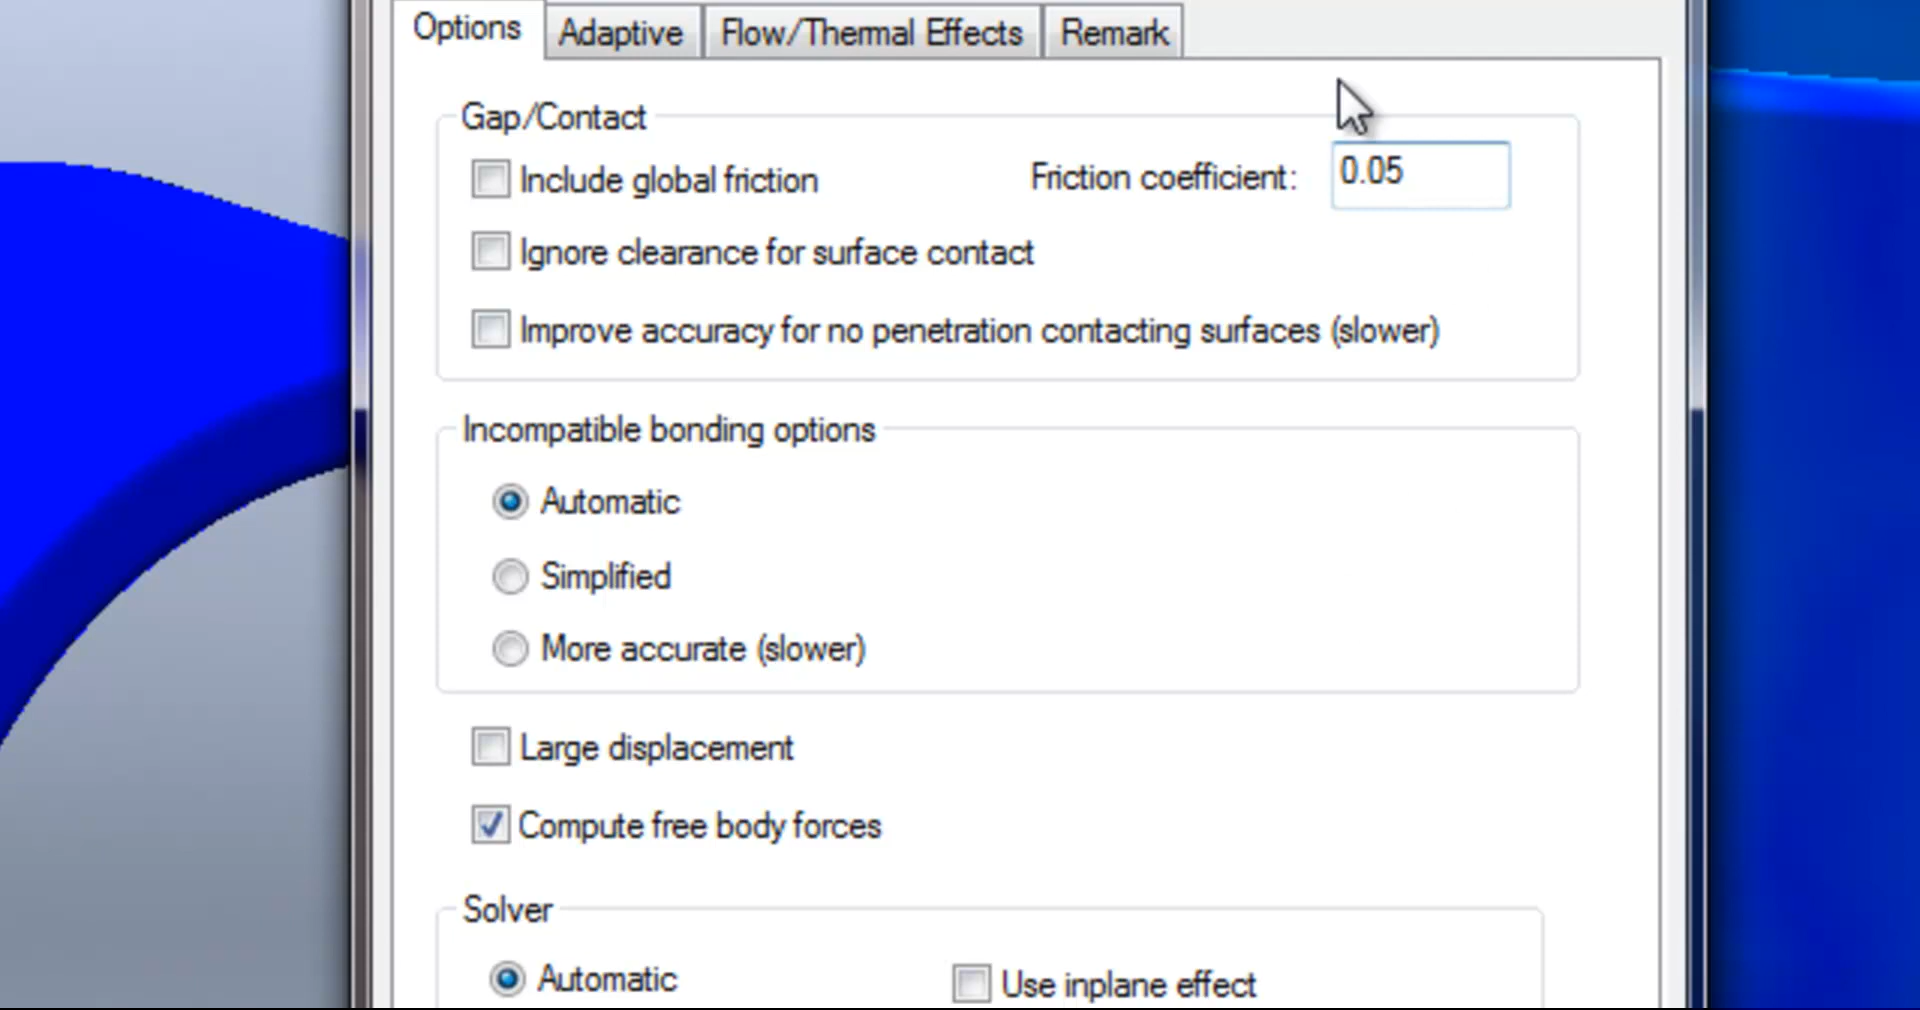 Options Adaptive Flow/Thermal Effects Remark
Gap/Contact
Include global friction Friction coefficient: 0.05
Ignore clearance for surface contact
Improve accuracy for no penetration contacting surfaces (slower)
Incompatible bonding options
Automatic
Simplified
More accurate (slower)
Large displacement
Compute free body forces
Solver
Automatic Use inplane effect